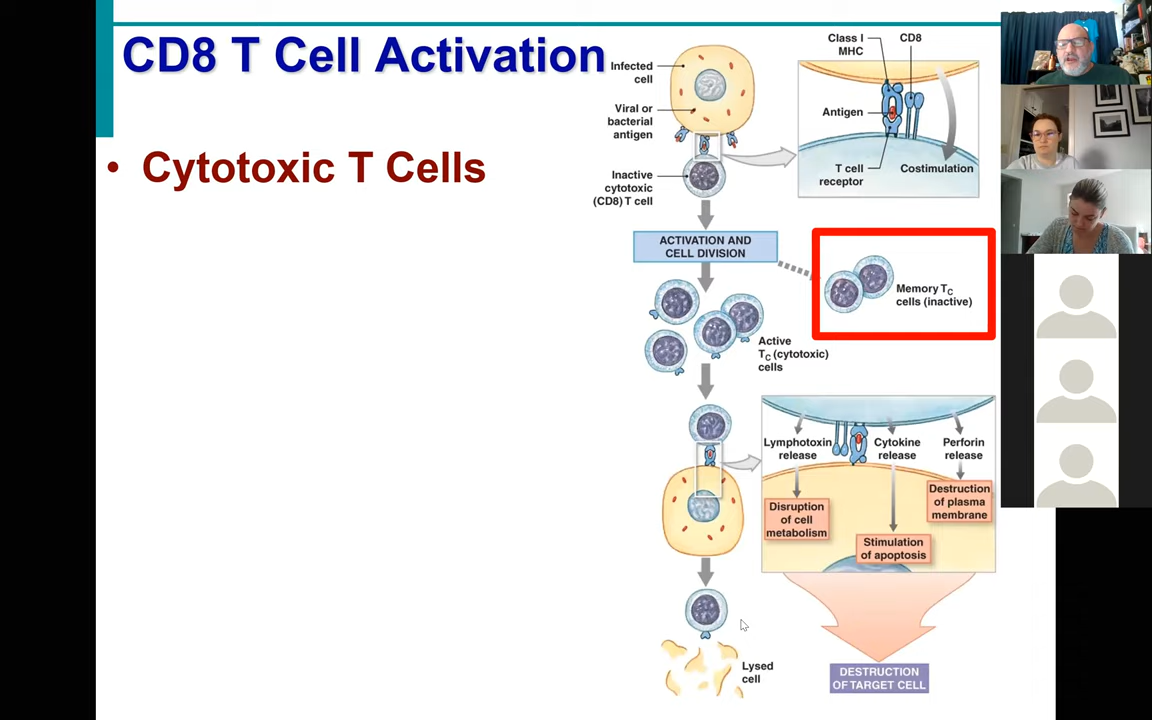 CD8 T Cell Activation
• Cytotoxic T Cells
Infected
cell
Viral or
bacterial
antigen
Inactive
cytotoxic
(CD8) T cell
Class I
MHC
CD8
Antigen
T cell
receptor
Costimulation
ACTIVATION AND
CELL DIVISION
Memory TC
cells (inactive)
Active
TC (cytotoxic)
cells
Lymphotoxin
release
Cytokine
release
Perforin
release
Disruption
of cell
metabolism
Stimulation
of apoptosis
Destruction
of plasma
membrane
Lysed
cell
DESTRUCTION
OF TARGET CELL